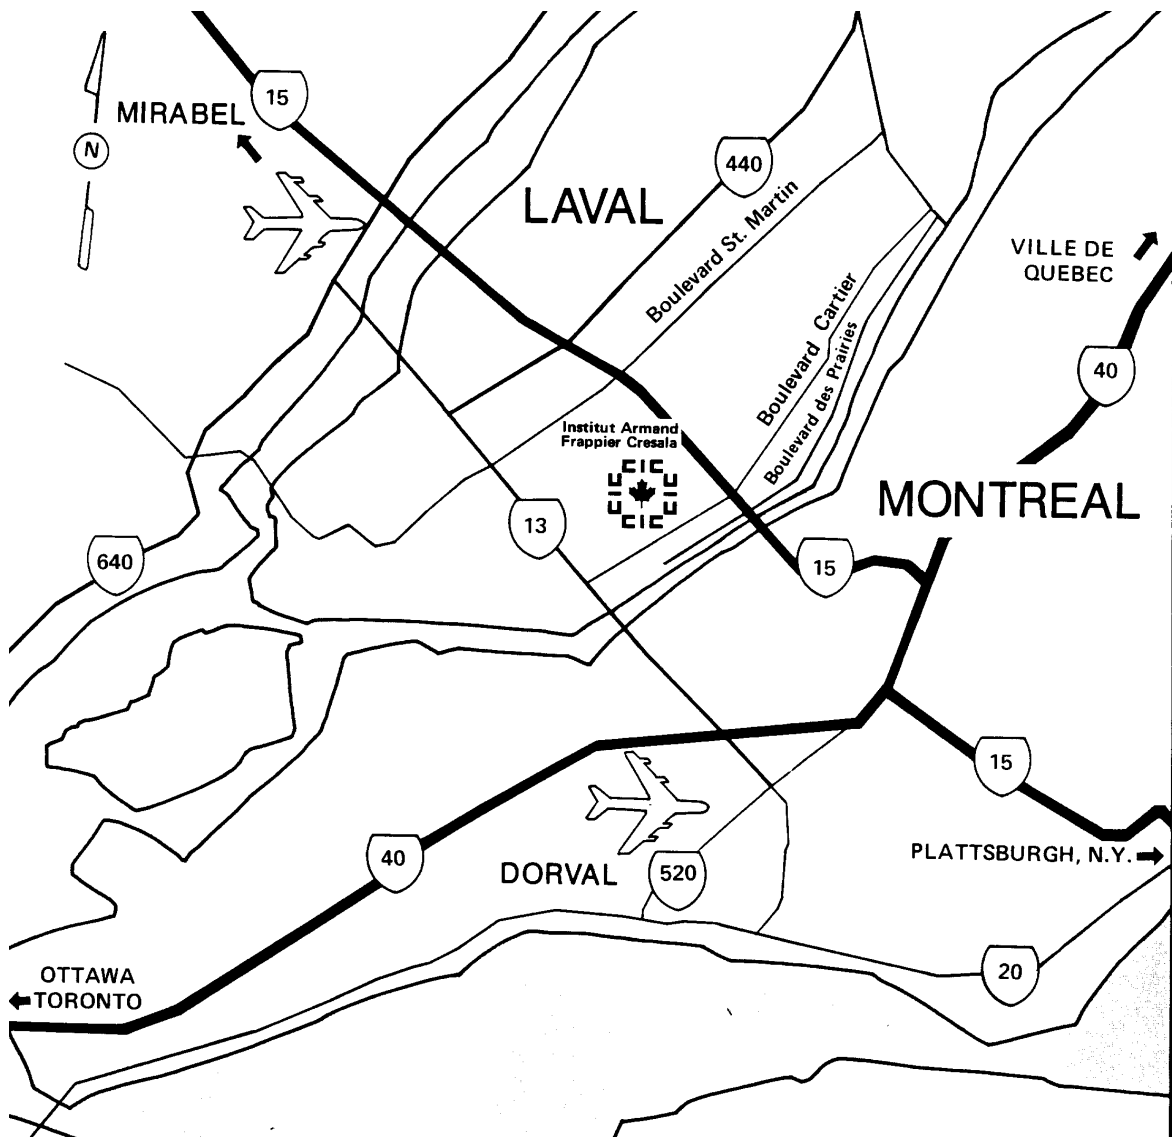 15
MIRABEL
N
440
LAVAL
Boulevard St. Martin
VILLE DE
QUEBEC
Boulevard Cartier
Boulevard des Prairies
40
Institut Armand
Frappier Cresala
MONTREAL
13
640
15
15
40
DORVAL
520
PLATTSBURGH, N.Y.
20
OTTAWA
TORONTO